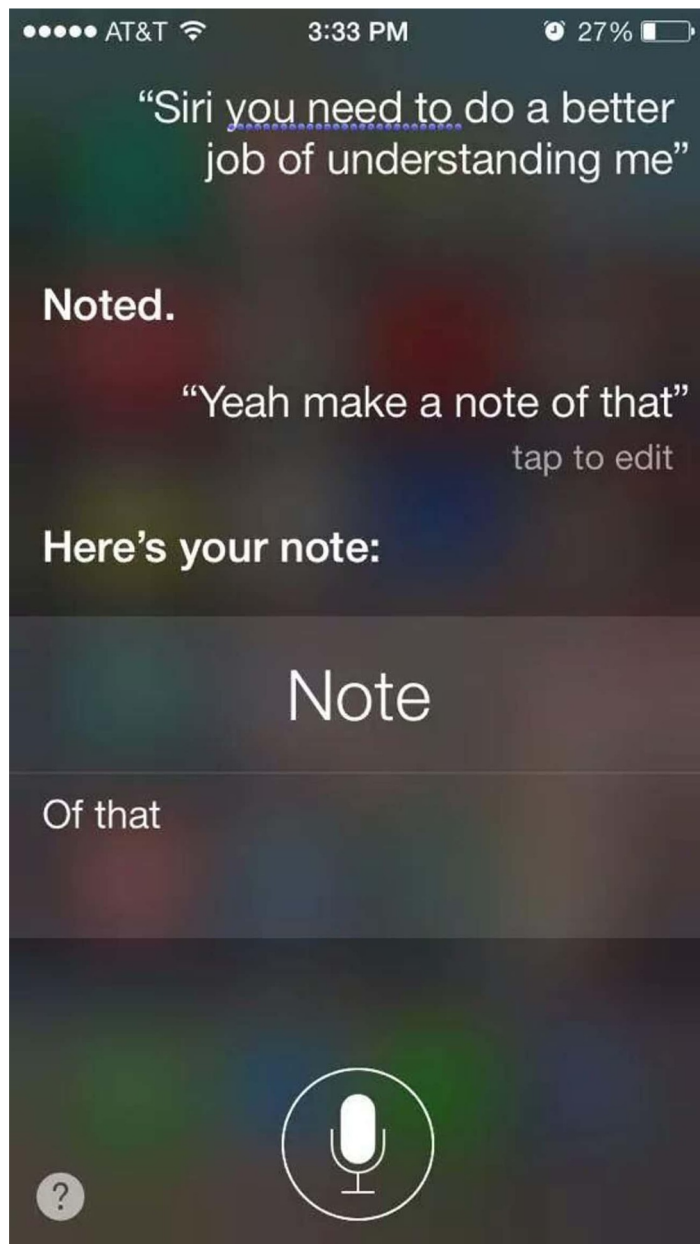 AT&T 3:33 PM 27%
“Siri you need to do a better
job of understanding me”
Noted.
“Yeah make a note of that”
tap to edit
Here’s your note:
Note
Of that
?